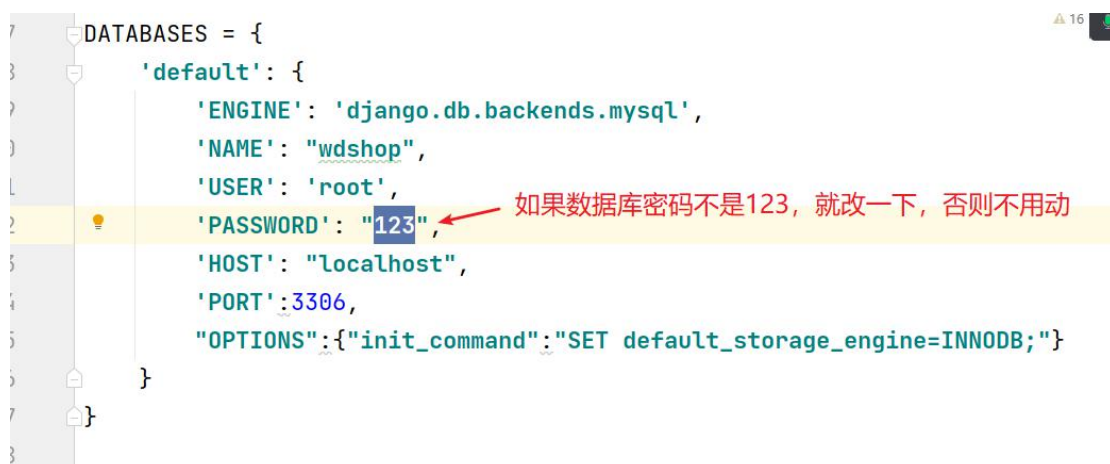 16
DATABASES = {
'default': {
'ENGINE': 'django.db.backends.mysql',
'NAME': "wdshop",
'USER': 'root',
'PASSWORD': "123", 如果数据库密码不是123，就改一下，否则不用动
'HOST': "localhost",
'PORT':3306,
"OPTIONS":{"init_command":"SET default_storage_engine=INNODB;"}
}
}